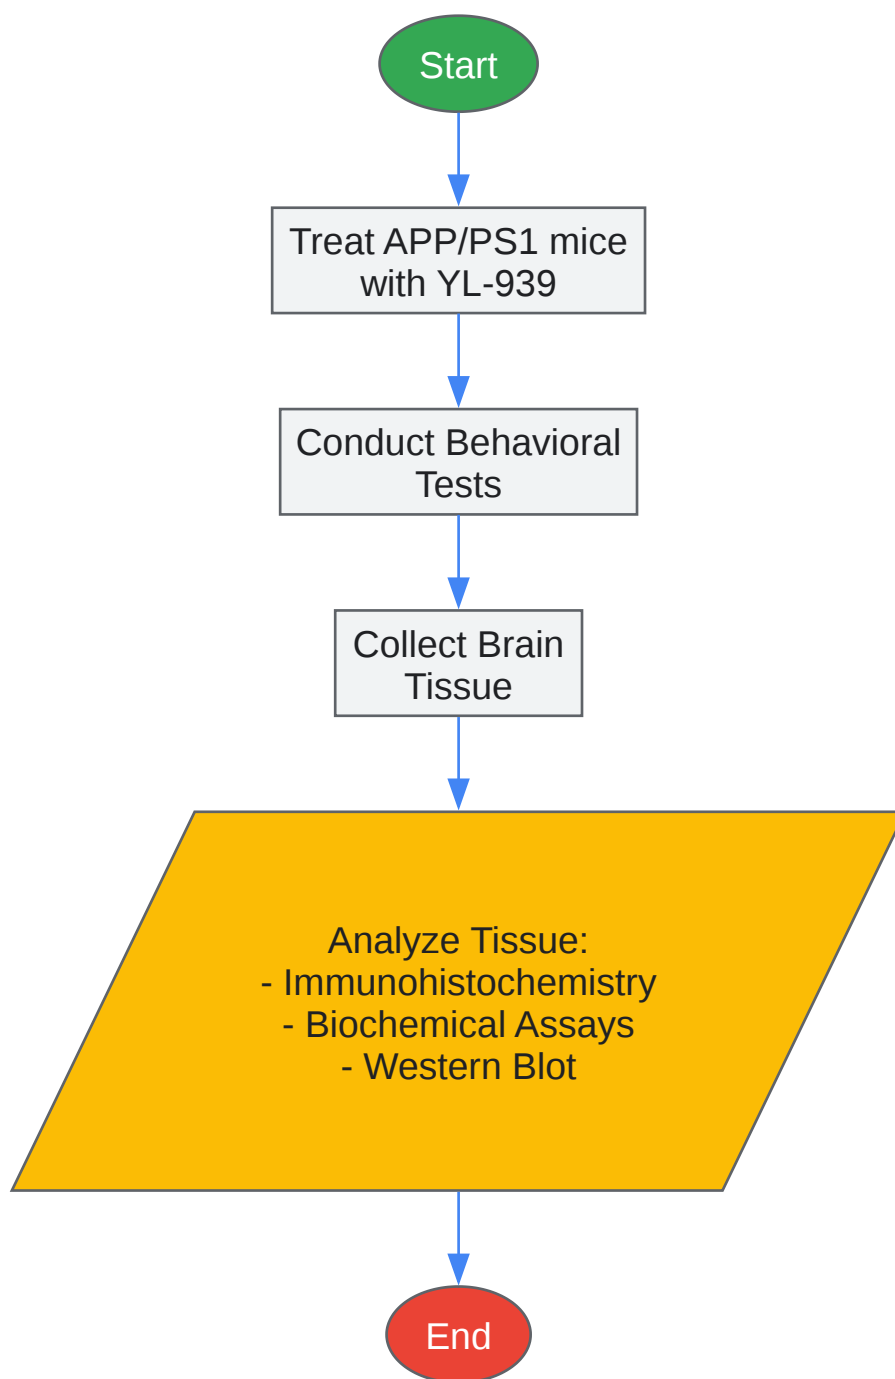 Start
Treat APP/PS1 mice
with YL-939
Conduct Behavioral
Tests
Collect Brain
Tissue
Analyze Tissue:
- Immunohistochemistry
- Biochemical Assays
- Western Blot
End